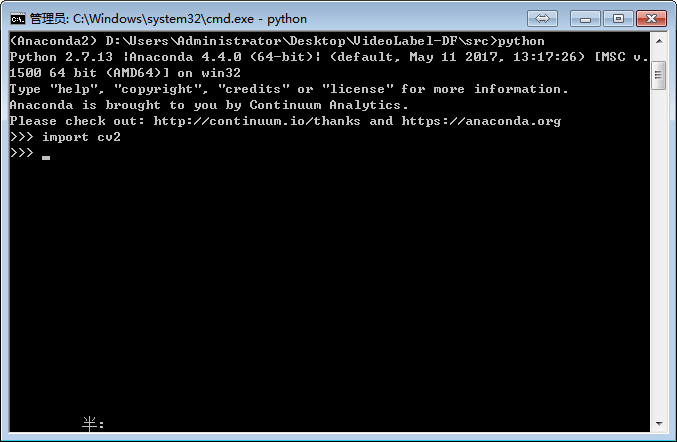 管理员: C:\Windows\system32\cmd.exe - python
(Anaconda2) D:\Users\Administrator\Desktop\VideoLabel-DF\src>python
Python 2.7.13 |Anaconda 4.4.0 (64-bit)| (default, May 11 2017, 13:17:26) [MSC v.
1500 64 bit (AMD64)] on win32
Type "help", "copyright", "credits" or "license" for more information.
Anaconda is brought to you by Continuum Analytics.
Please check out: http://continuum.io/thanks and https://anaconda.org
>>> import cv2
>>> _
半: